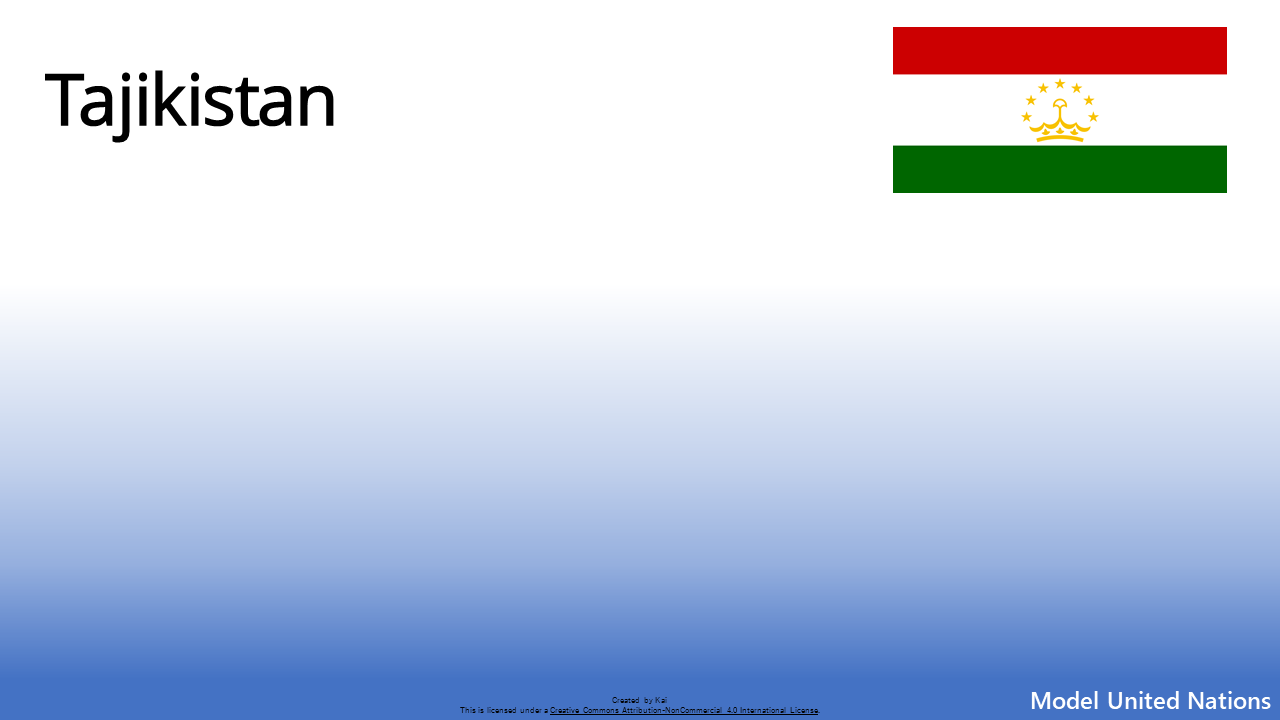 Tajikistan
Created by Kai
This is licensed under a Creative Commons Attribution-NonCommercial 4.0 International License.
Model United Nations